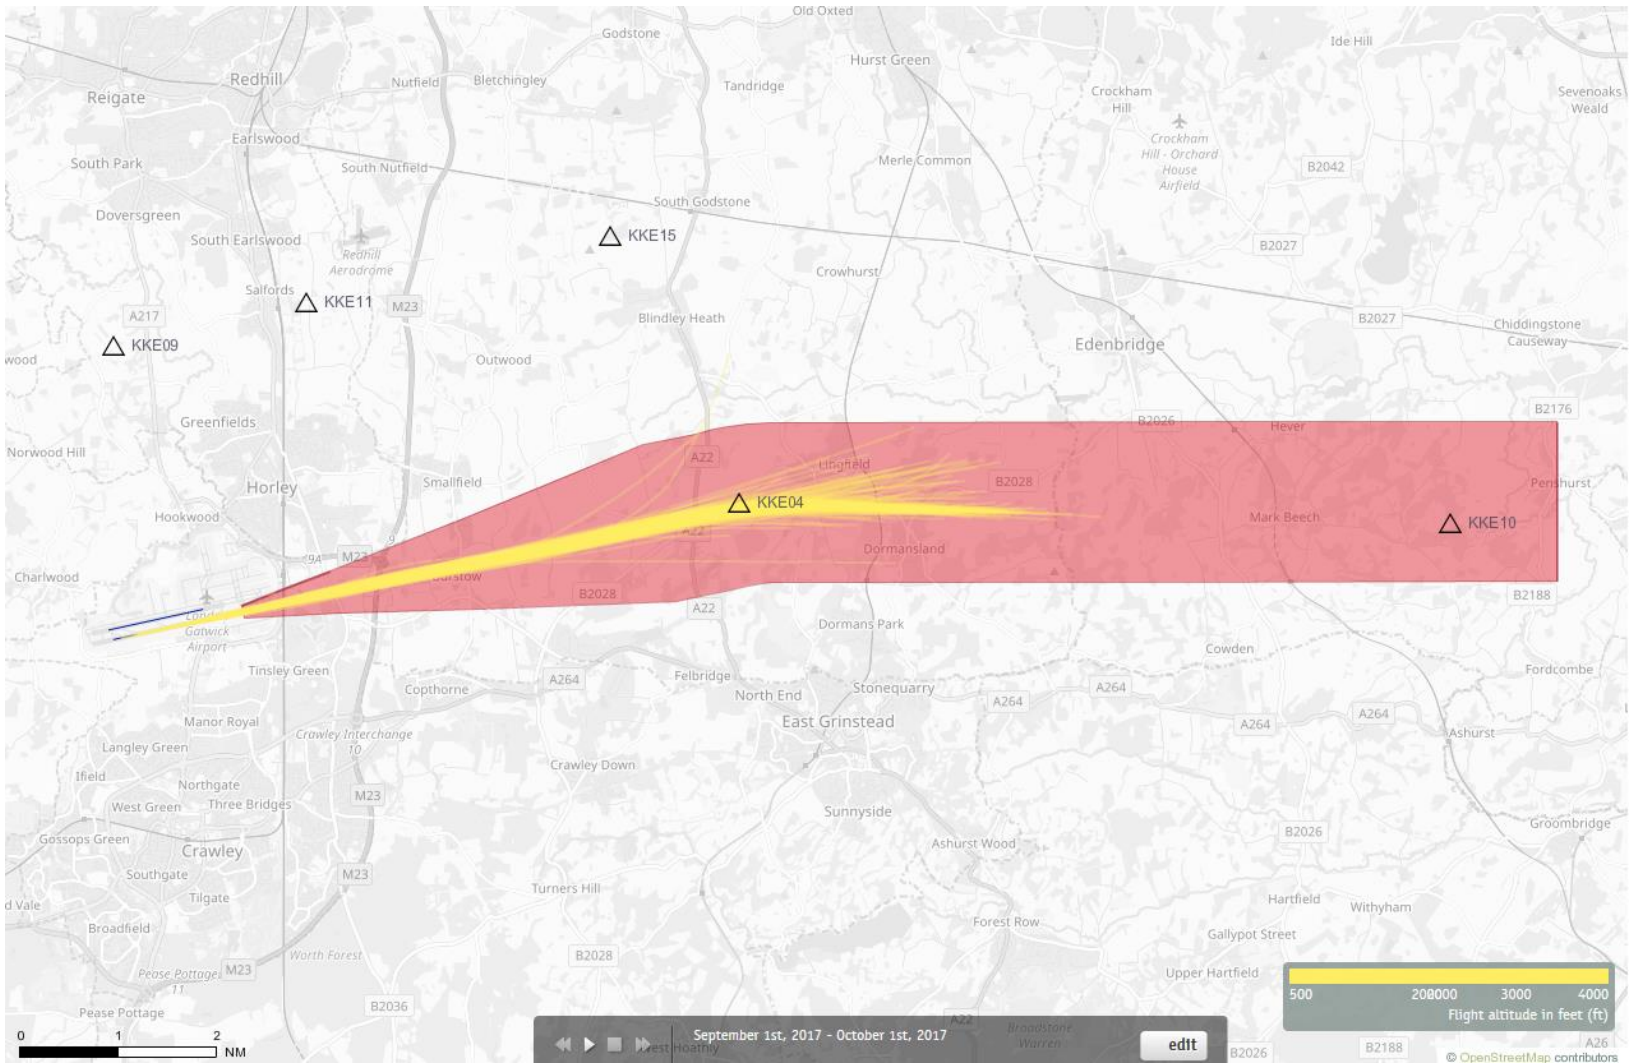 Old Oxted
Godstone
Ide Hill
Hurst Green
Redhill
Nutfield
Bletchingley
Tandridge
Crockham
Hill
Sevenoaks
Weald
Reigate
Earlswood
Crockham
Hill - Orchard
House
Airfield
South Park
South Nutfield
Merle Common
B2042
South Godstone
Doversgreen
South Earlswood
KKE15
B2027
Redhill
Aerodrome
Crowhurst
Salfords
KKE11
M23
A217
Blindley Heath
B2027
Chiddingstone
Causeway
KKE09
wood
Outwood
Edenbridge
B2176
Greenfields
B2026
Hever
Norwood Hill
A22
Lingfield
Smallfield
B2028
Penshurst
Horley
KKE04
Hookwood
Mark Beech
KKE10
A22
M23
Dormansland
Charlwood
B2028
B2188
A22
London
Gatwick
Airport
Dormans Park
Cowden
Tinsley Green
Felbridge
Fordcombe
A264
Copthorne
North End
Stonequarry
A264
A264
Manor Royal
East Grinstead
A264
A264
Crawley Interchange
10
Ashurst
Langley Green
Crawley Down
Ifield
Northgate
M23
West Green
Three Bridges
Sunnyside
Gossops Green
B2026
Groombridge
Crawley
Ashurst Wood
Southgate
M23
Turners Hill
Tilgate
d Vale
Hartfield
Withyham
Broadfield
Forest Row
Gallypot Street
Worth Forest
B2028
Pease Pottage
11
M23
Upper Hartfield
500
3000
4000
Flight altitude in feet (ft)
B2036
Pease Pottage
A22
Broadstone
Warren
0 1 2
NM
September 1st, 2017 - October 1st, 2017
edit
B2026
B2188
A26
© OpenStreetMap contributors